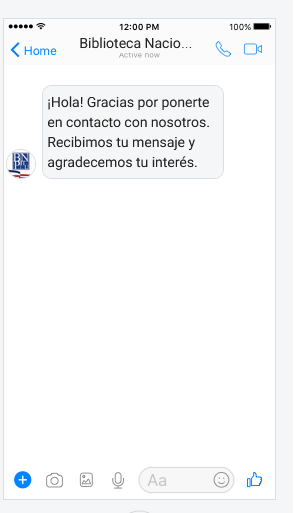 12:00 PM 100%
Home Biblioteca Nacio...
Active now
¡Hola! Gracias por ponerte
en contacto con nosotros.
Recibimos tu mensaje y
agradecemos tu interés.
Aa